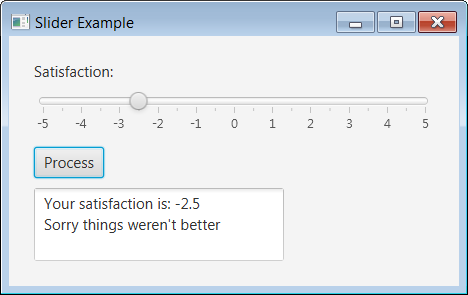 Slider Example
Satisfaction:
-5 -4 -3 -2 -1 0 1 2 3 4 5
Process
Your satisfaction is: -2.5
Sorry things weren't better